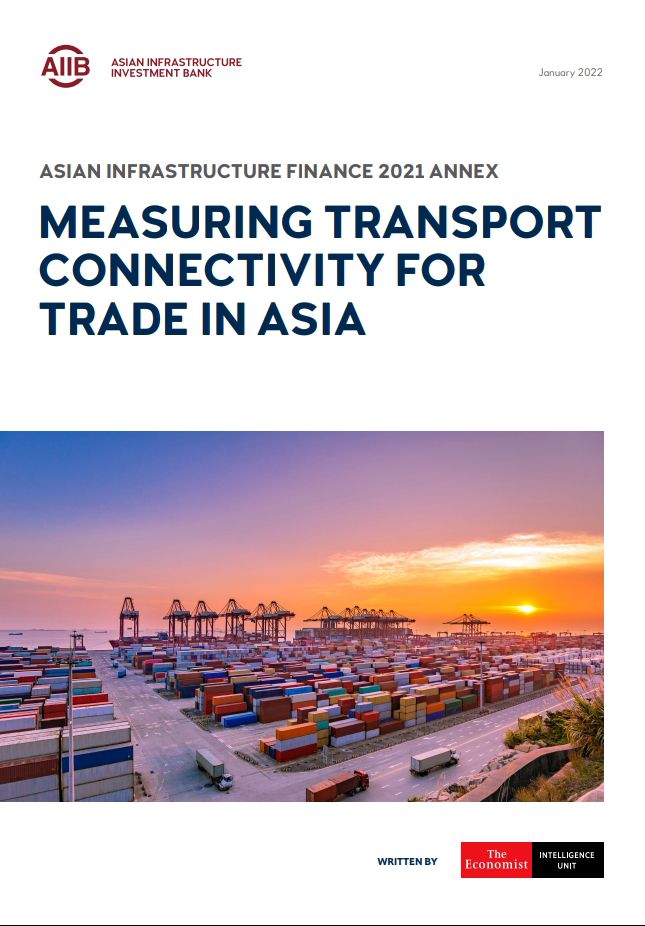 AIIB
ASIAN INFRASTRUCTURE
INVESTMENT BANK
January 2022
ASIAN INFRASTRUCTURE FINANCE 2021 ANNEX
MEASURING TRANSPORT
CONNECTIVITY FOR
TRADE IN ASIA
WRITTEN BY
The
Economist
INTELLIGENCE
UNIT